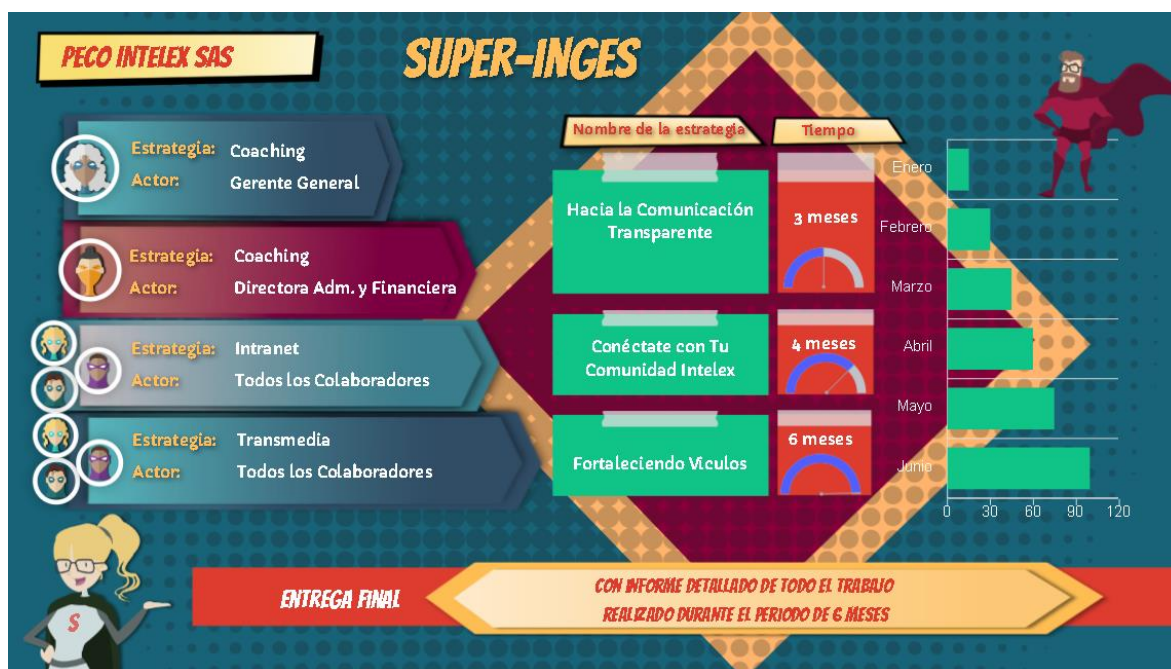 PECO INTELEX SAS
SUPER-INGES
Estrategia: Coaching
Actor: Gerente General
Estrategia: Coaching
Actor: Directora Adm. y Financiera
Estrategia: Intranet
Actor: Todos los Colaboradores
Estrategia: Transmedia
Actor: Todos los Colaboradores
Nombre de la estrategia
Tiempo
Hacia la Comunicación
Transparente
3 meses
Conéctate con Tu
Comunidad Intelex
4 meses
Fortaleciendo Viculos
6 meses
Enero
Febrero
Marzo
Abril
Mayo
Junio
0 30 60 90 120
S
ENTREGA FINAL
CON INFORME DETALLADO DE TODO EL TRABAJO
REALIZADO DURANTE EL PERIODO DE 6 MESES